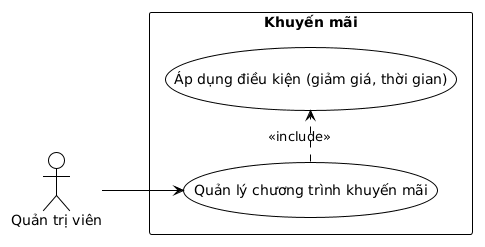 Khuyến mãi
Áp dụng điều kiện (giảm giá, thời gian)
«include»
Quản lý chương trình khuyến mãi
Quản trị viên